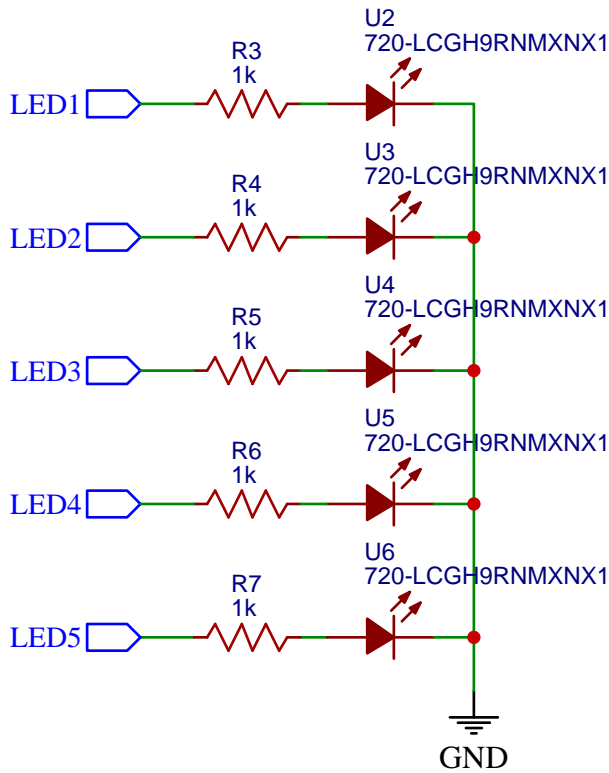 U2
720-LCGH9RNMXNX1
R3
1k
LED1
U3
720-LCGH9RNMXNX1
R4
1k
LED2
U4
720-LCGH9RNMXNX1
R5
1k
LED3
U5
720-LCGH9RNMXNX1
R6
1k
LED4
U6
720-LCGH9RNMXNX1
R7
1k
LED5
GND